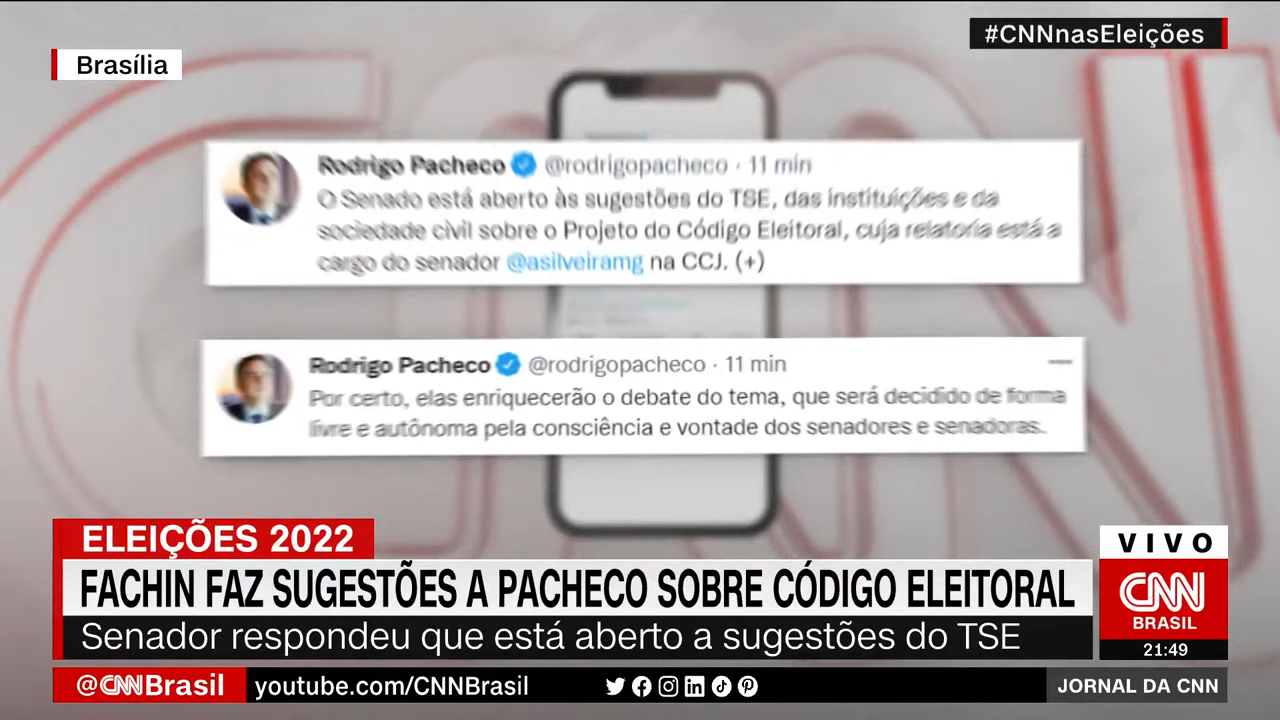 #CNNnasEleições
Brasília
Rodrigo Pacheco @rodrigopacheco · 11 min
O Senado está aberto às sugestões do TSE, das instituições e da
sociedade civil sobre o Projeto do Código Eleitoral, cuja relatoria está a
cargo do senador @asilveiramg na CCJ. (+)
Rodrigo Pacheco @rodrigopacheco · 11 min
Por certo, elas enriquecerão o debate do tema, que será decidido de forma
livre e autônoma pela consciência e vontade dos senadores e senadoras.
ELEIÇÕES 2022
FACHIN FAZ SUGESTÕES A PACHECO SOBRE CÓDIGO ELEITORAL
Senador respondeu que está aberto a sugestões do TSE
VIVO
CNN
BRASIL
21:49
@CNNBrasil youtube.com/CNNBrasil JORNAL DA CNN